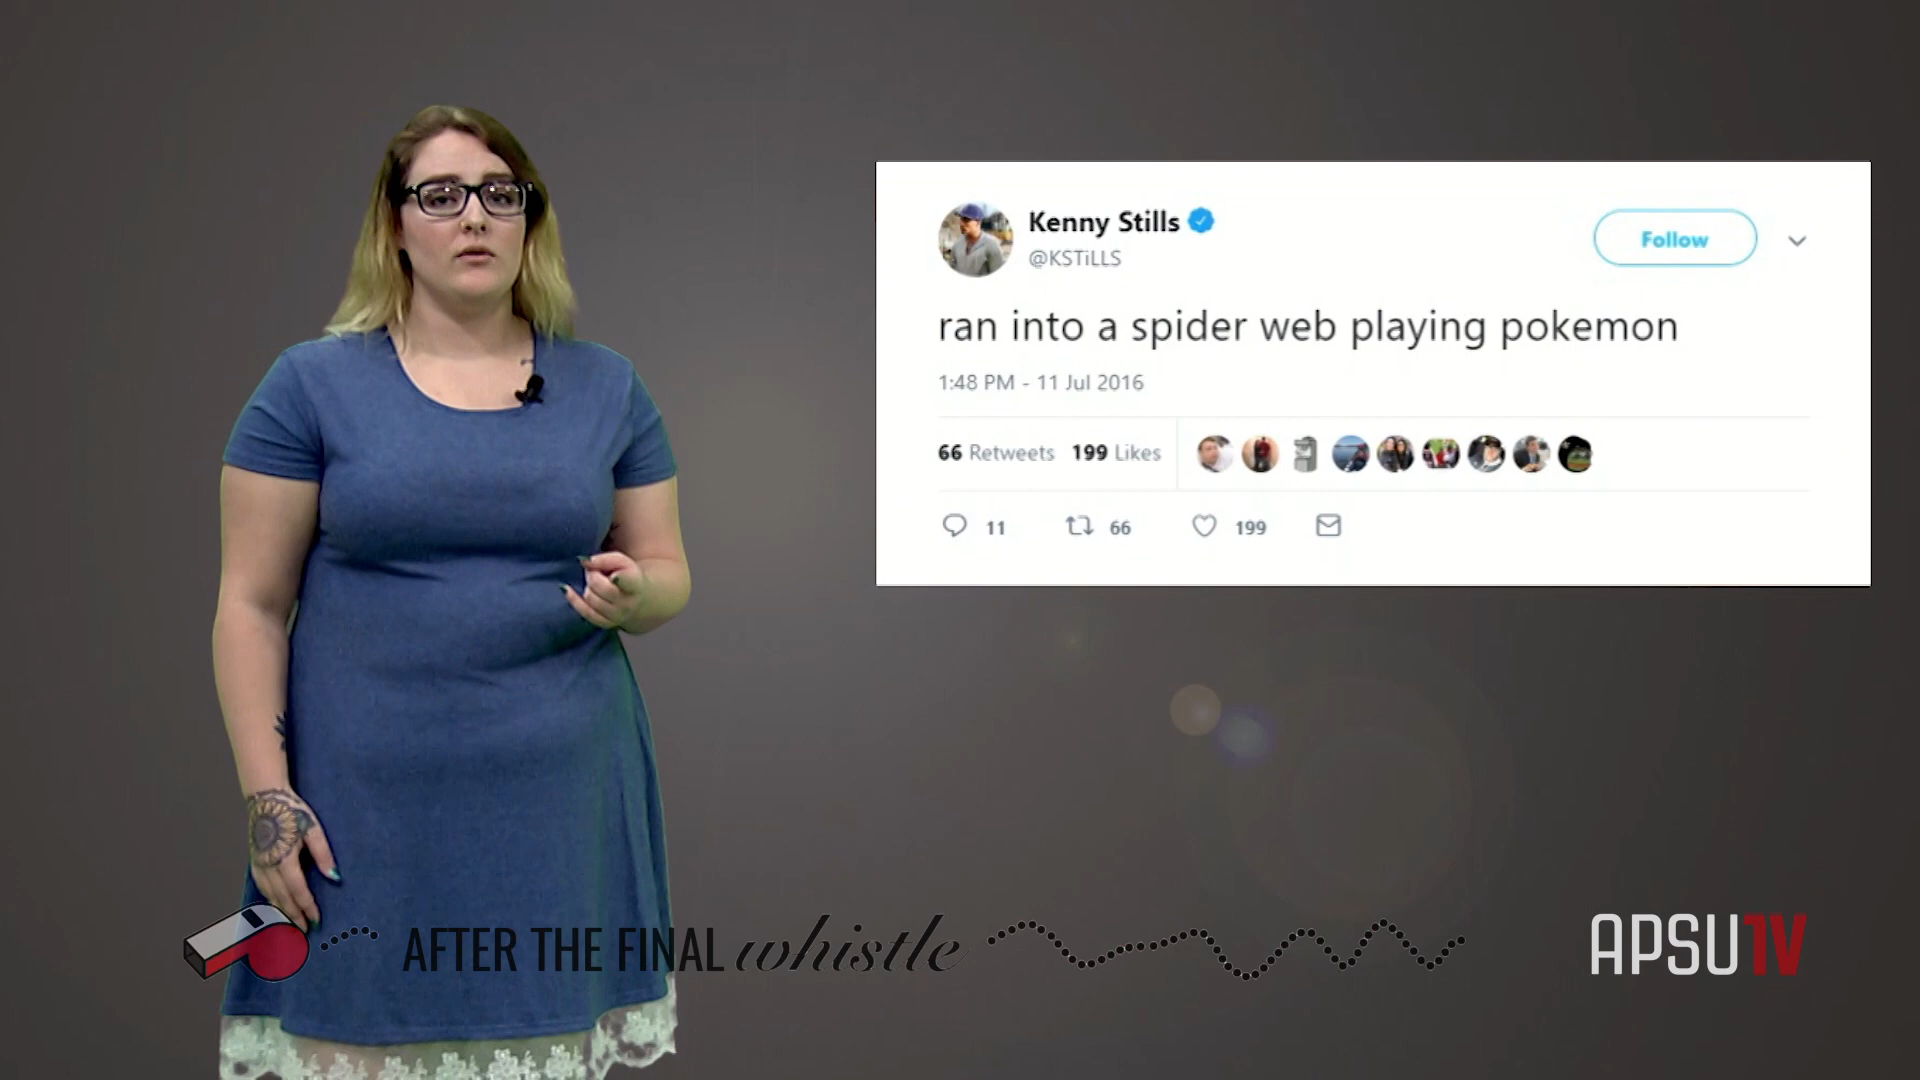 Kenny Stills
@KSTiLLS
Follow
ran into a spider web playing pokemon
1:48 PM - 11 Jul 2016
66 Retweets 199 Likes
11 66 199
AFTER THE FINAL whistle
APSUTV